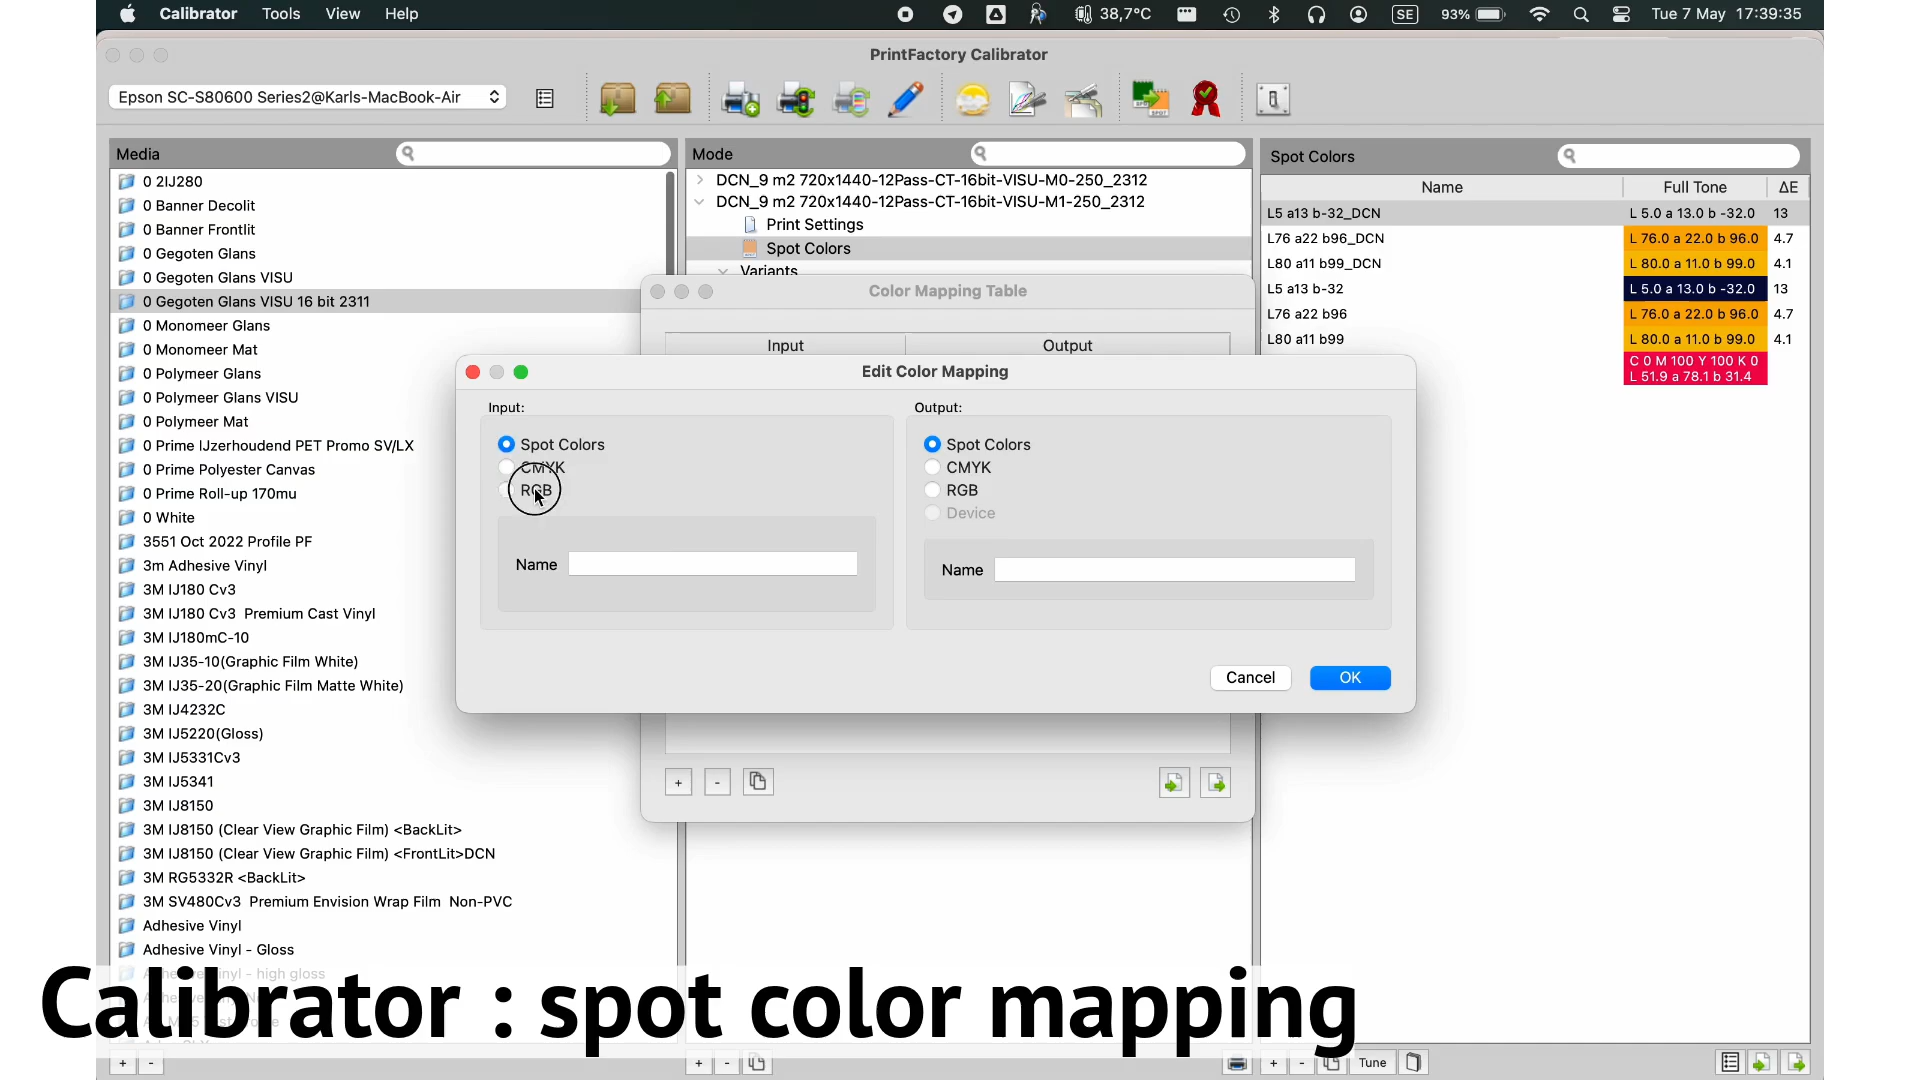 Calibrator Tools View Help 38,7°C SE 93% Tue 7 May 17:39:35
PrintFactory Calibrator
Epson SC-S80600 Series2@Karls-MacBook-Air
Media
0 2IJ280
0 Banner Decolit
0 Banner Frontlit
0 Gegoten Glans
0 Gegoten Glans VISU
0 Gegoten Glans VISU 16 bit 2311
0 Monomeer Glans
0 Monomeer Mat
0 Polymeer Glans
0 Polymeer Glans VISU
0 Polymeer Mat
0 Prime IJzerhoudend PET Promo SV/LX
0 Prime Polyester Canvas
0 Prime Roll-up 170mu
0 White
3551 Oct 2022 Profile PF
3m Adhesive Vinyl
3M IJ180 Cv3
3M IJ180 Cv3 Premium Cast Vinyl
3M IJ180mC-10
3M IJ35-10(Graphic Film White)
3M IJ35-20(Graphic Film Matte White)
3M IJ4232C
3M IJ5220(Gloss)
3M IJ5331Cv3
3M IJ5341
3M IJ8150
3M IJ8150 (Clear View Graphic Film) <BackLit>
3M IJ8150 (Clear View Graphic Film) <FrontLit>DCN
3M RG5332R <BackLit>
3M SV480Cv3 Premium Envision Wrap Film Non-PVC
Adhesive Vinyl
Adhesive Vinyl - Gloss
Mode
DCN_9 m2 720x1440-12Pass-CT-16bit-VISU-M0-250_2312
DCN_9 m2 720x1440-12Pass-CT-16bit-VISU-M1-250_2312
Print Settings
Spot Colors
Variants
Color Mapping Table
Input Output
Edit Color Mapping
Input:
Spot Colors
CMYK
RGB
Name
Output:
Spot Colors
CMYK
RGB
Device
Name
Cancel OK
+ -
Spot Colors
Name Full Tone ΔE
L5 a13 b-32_DCN L 5.0 a 13.0 b -32.0 13
L76 a22 b96_DCN L 76.0 a 22.0 b 96.0 4.7
L80 a11 b99_DCN L 80.0 a 11.0 b 99.0 4.1
L5 a13 b-32 L 5.0 a 13.0 b -32.0 13
L76 a22 b96 L 76.0 a 22.0 b 96.0 4.7
L80 a11 b99 L 80.0 a 11.0 b 99.0 4.1
C 0 M 100 Y 100 K 0
L 51.9 a 78.1 b 31.4
Calibrator : spot color mapping
+ - + - + - Tune